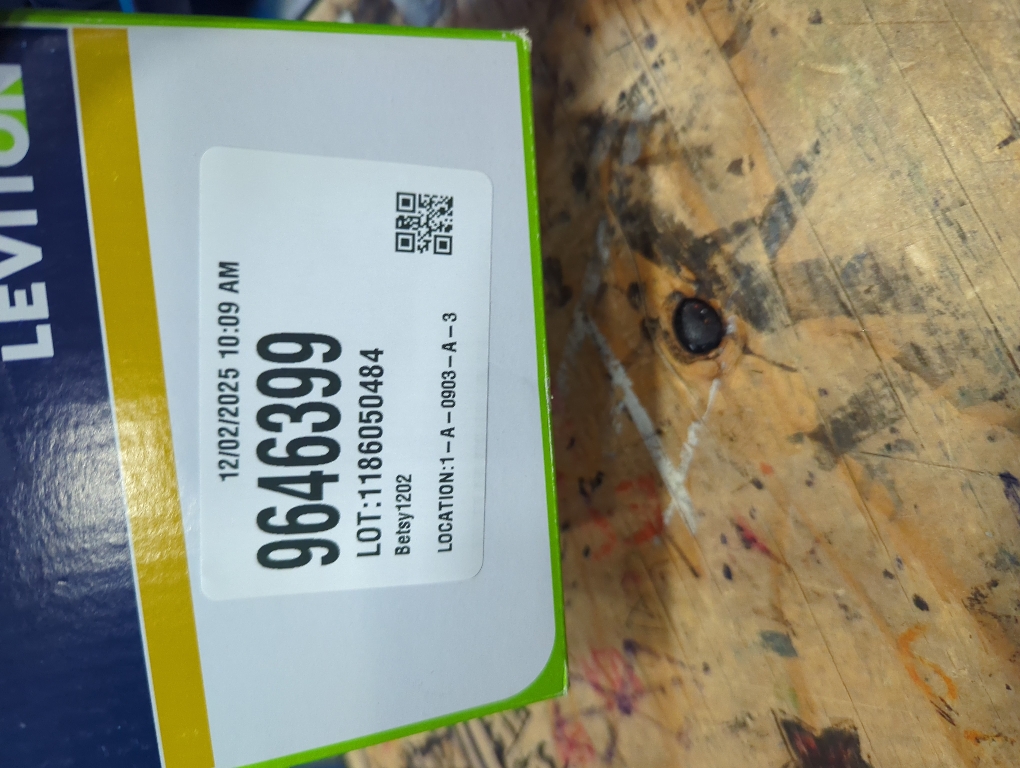 LEVITON
12/02/2025 10:09 AM
9646399
LOT:1186050484
Betsy1202
LOCATION:1-A-0903-A-3